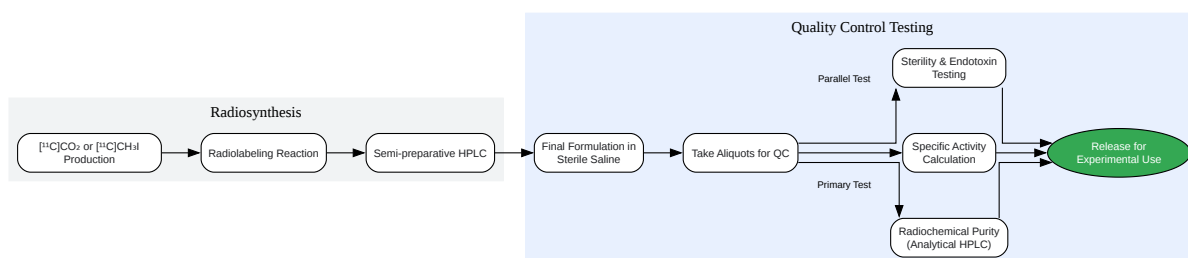 Quality Control Testing
Sterility & Endotoxin
Testing
Parallel Test
Radiosynthesis
[¹¹C]CO₂ or [¹¹C]CH₃I
Production
Radiolabeling Reaction
Semi-preparative HPLC
Final Formulation in
Sterile Saline
Take Aliquots for QC
Specific Activity
Calculation
Release for
Experimental Use
Primary Test
Radiochemical Purity
(Analytical HPLC)